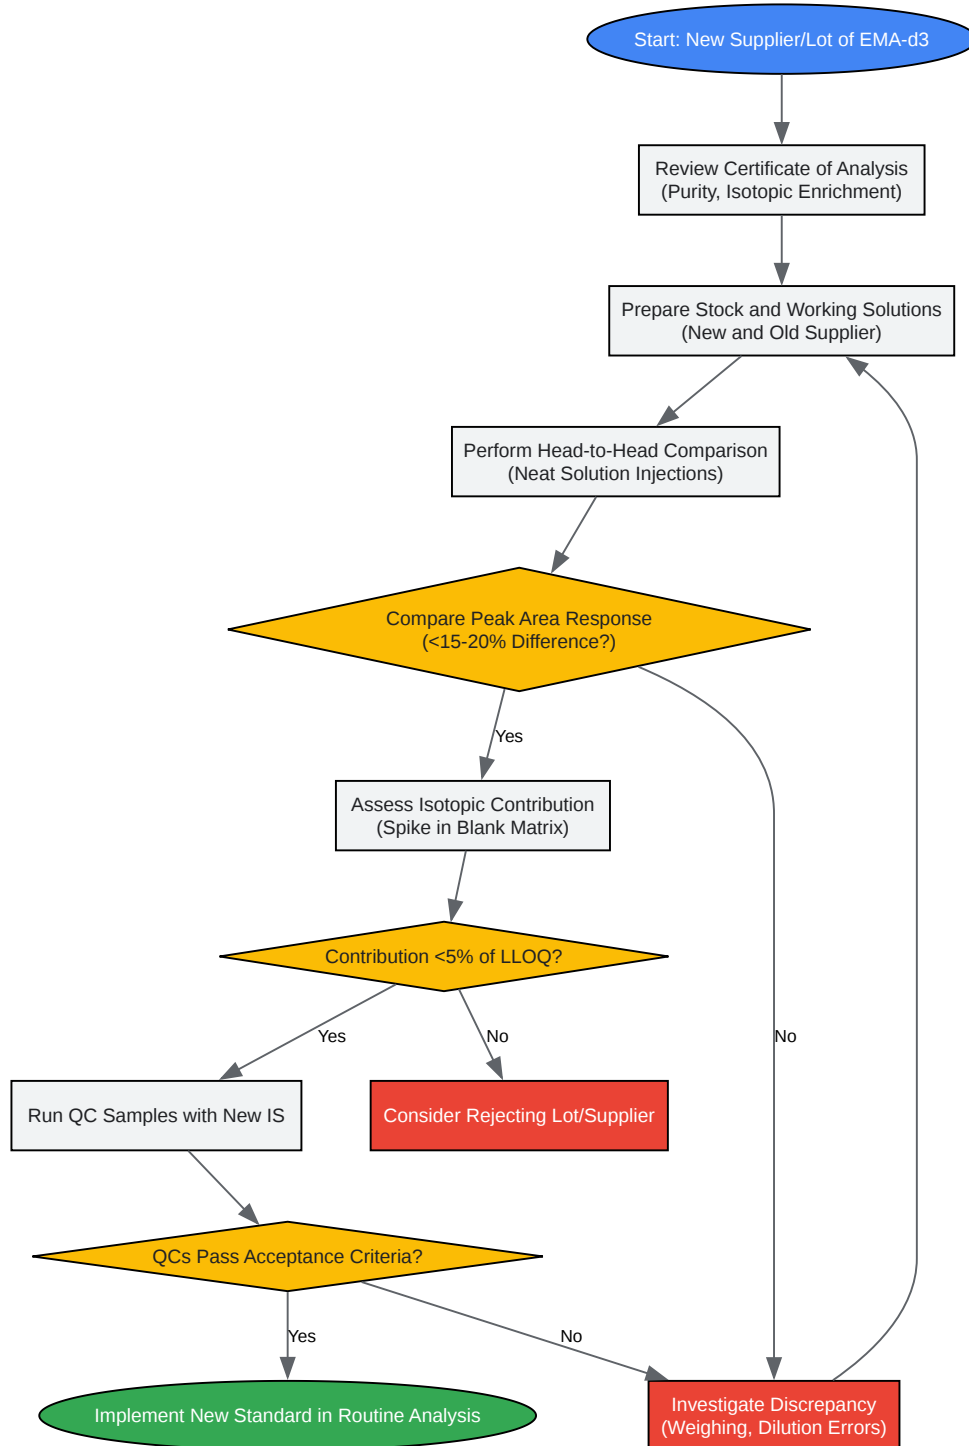 Start: New Supplier/Lot of EMA-d3
Review Certificate of Analysis
(Purity, Isotopic Enrichment)
Prepare Stock and Working Solutions
(New and Old Supplier)
Perform Head-to-Head Comparison
(Neat Solution Injections)
Compare Peak Area Response
(<15-20% Difference?)
Yes
Assess Isotopic Contribution
(Spike in Blank Matrix)
Contribution <5% of LLOQ?
Yes
No
No
Run QC Samples with New IS
Consider Rejecting Lot/Supplier
QCs Pass Acceptance Criteria?
Yes
No
Implement New Standard in Routine Analysis
Investigate Discrepancy
(Weighing, Dilution Errors)